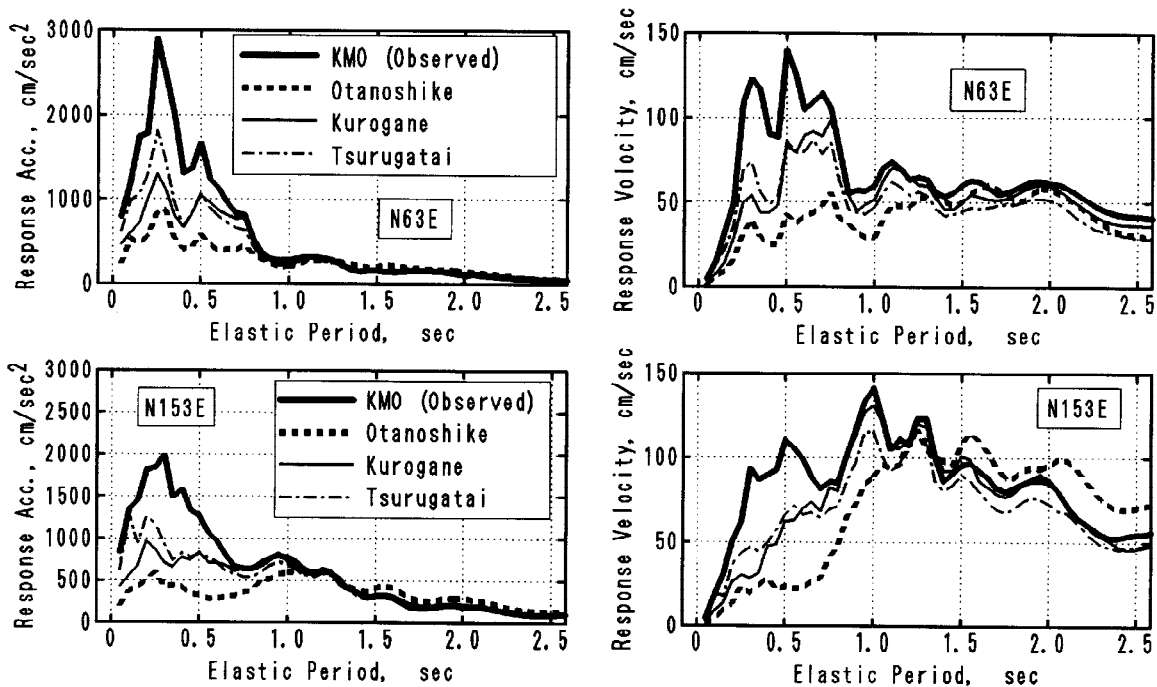 Response Acc., cm/sec2
3000
2000
1000
0
KMO (Observed)
Otanoshike
Kurogane
Tsurugatai
N63E
0 0.5 1.0 1.5 2.0 2.5
Elastic Period, sec
Response Volocity, cm/sec
150
100
50
0
N63E
0 0.5 1.0 1.5 2.0 2.5
Elastic Period, sec
Response Acc., cm/sec2
3000
2500
2000
1500
1000
500
0
N153E
KMO (Observed)
Otanoshike
Kurogane
Tsurugatai
0 0.5 1.0 1.5 2.0 2.5
Elastic Period, sec
Response Velocity, cm/sec
150
100
50
0
N153E
0 0.5 1.0 1.5 2.0 2.5
Elastic Period, sec